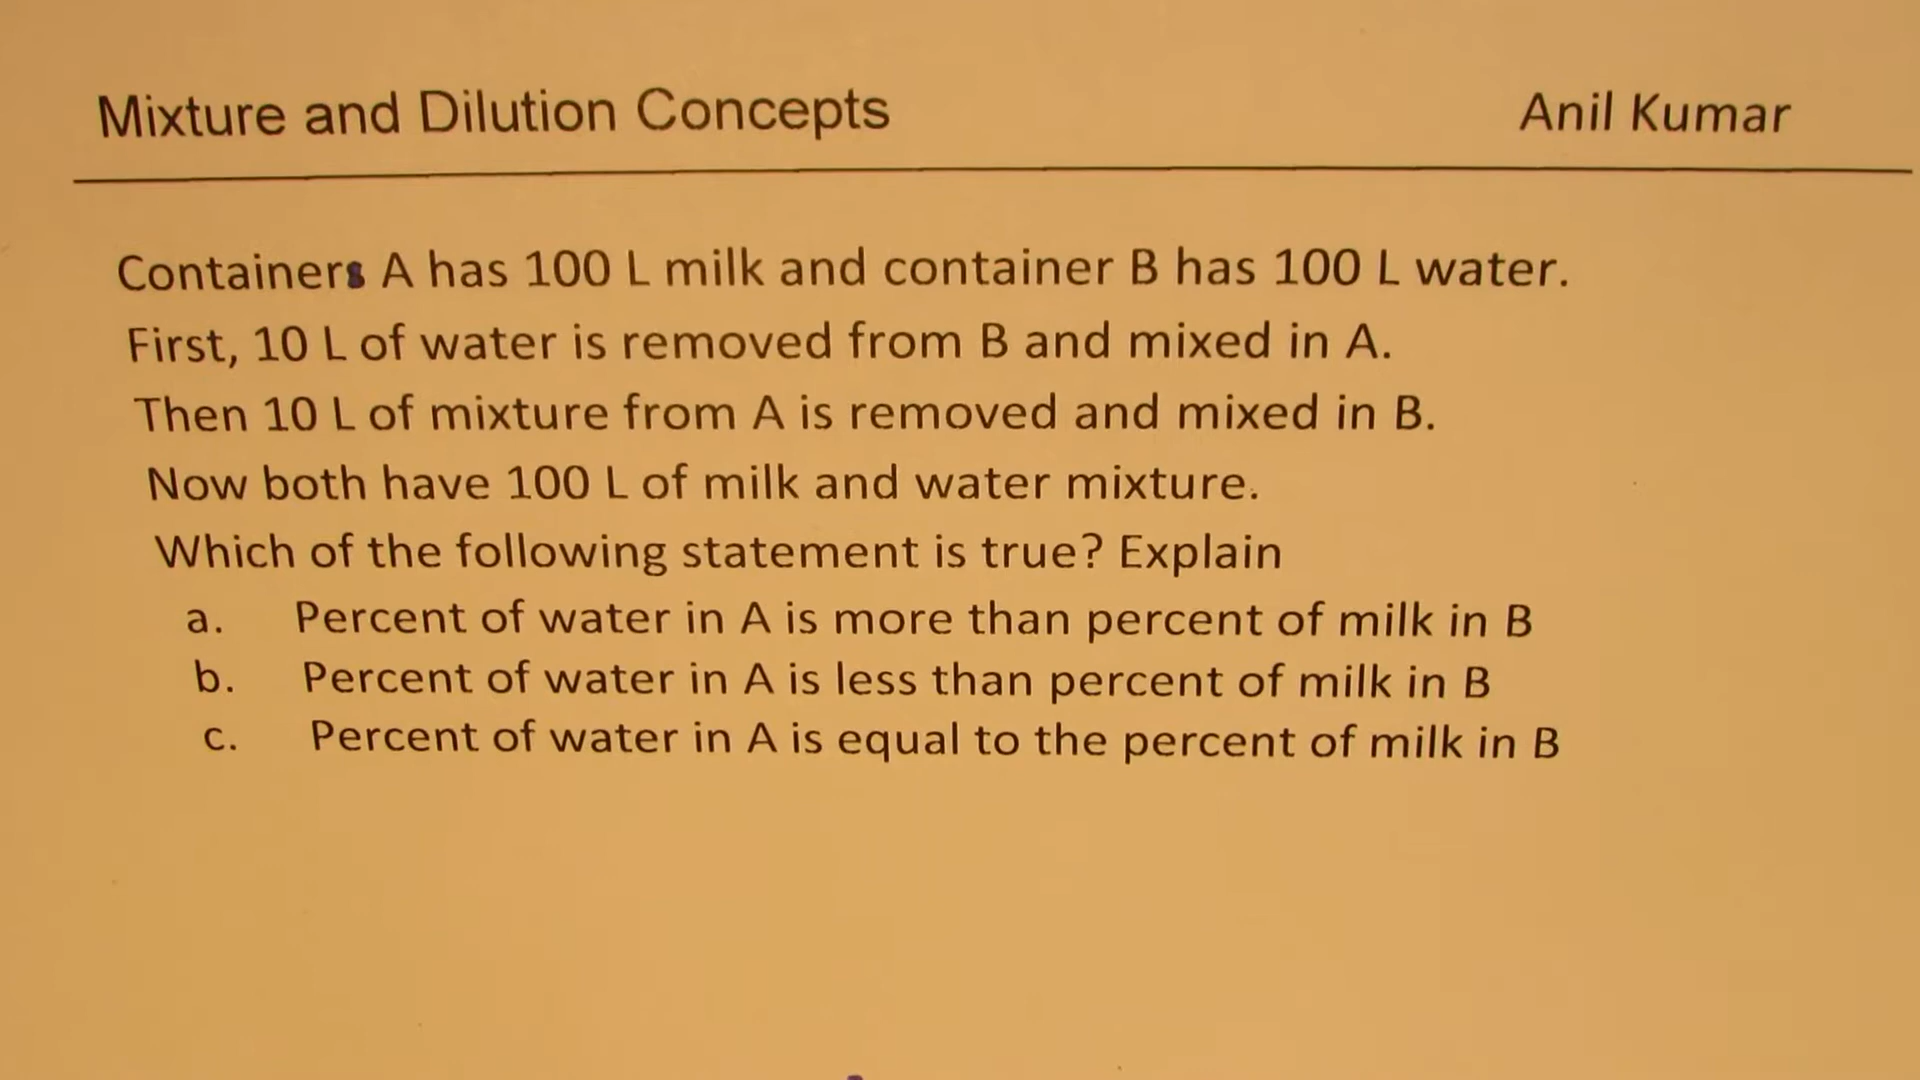 Mixture and Dilution Concepts Anil Kumar
Containers A has 100 L milk and container B has 100 L water.
First, 10 L of water is removed from B and mixed in A.
Then 10 L of mixture from A is removed and mixed in B.
Now both have 100 L of milk and water mixture.
Which of the following statement is true? Explain
a. Percent of water in A is more than percent of milk in B
b. Percent of water in A is less than percent of milk in B
c. Percent of water in A is equal to the percent of milk in B